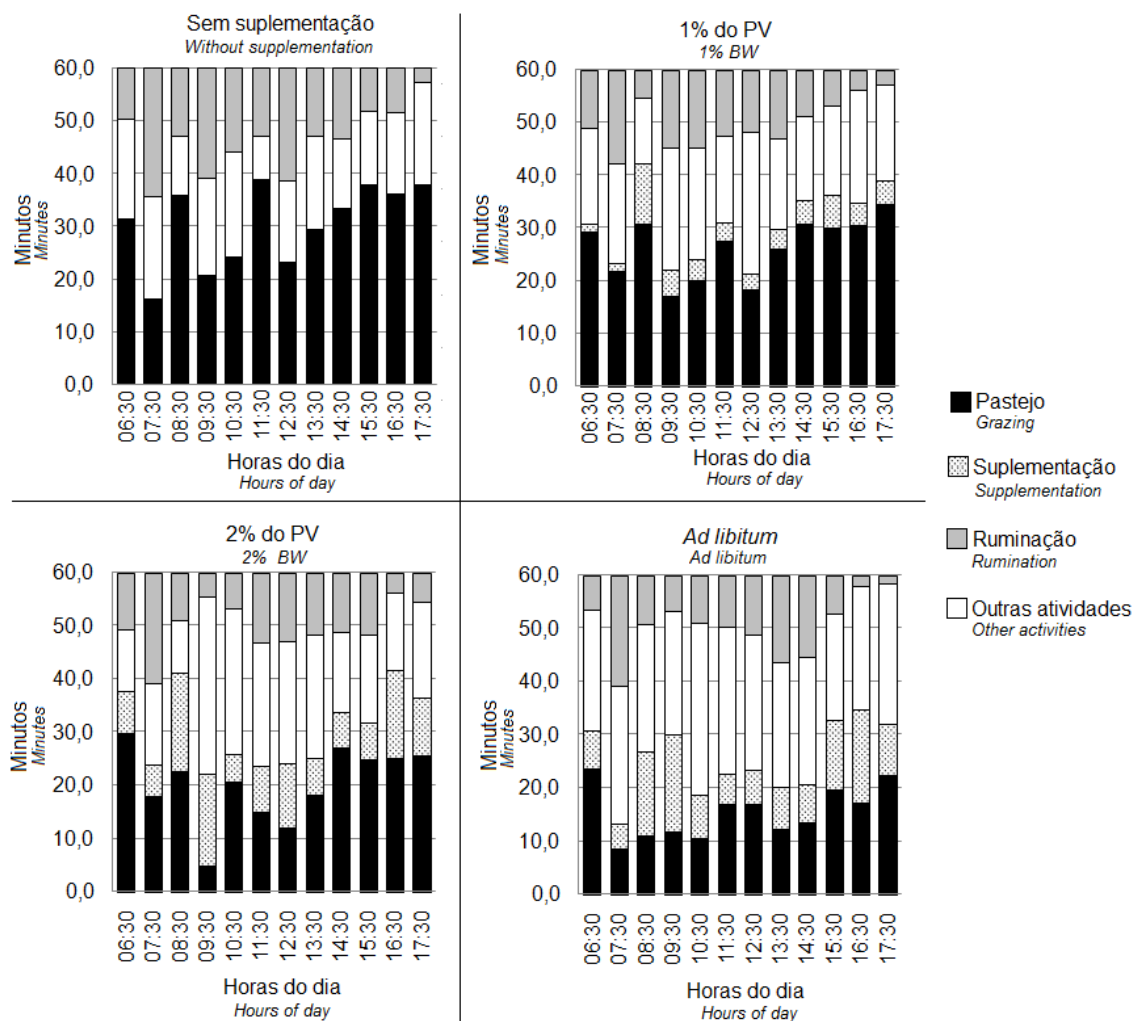 Sem suplementação
Without supplementation
60,0
50,0
40,0
30,0
20,0
10,0
0,0
Minutos
Minutes
06:30 07:30 08:30 09:30 10:30 11:30 12:30 13:30 14:30 15:30 16:30 17:30
Horas do dia
Hours of day
1% do PV
1% BW
60,0
50,0
40,0
30,0
20,0
10,0
0,0
Minutos
Minutes
06:30 07:30 08:30 09:30 10:30 11:30 12:30 13:30 14:30 15:30 16:30 17:30
Horas do dia
Hours of day
Pastejo
Grazing
Suplementação
Supplementation
Ruminação
Rumination
Outras atividades
Other activities
2% do PV
2% BW
60,0
50,0
40,0
30,0
20,0
10,0
0,0
Minutos
Minutes
06:30 07:30 08:30 09:30 10:30 11:30 12:30 13:30 14:30 15:30 16:30 17:30
Horas do dia
Hours of day
Ad libitum
Ad libitum
60,0
50,0
40,0
30,0
20,0
10,0
0,0
Minutos
Minutes
06:30 07:30 08:30 09:30 10:30 11:30 12:30 13:30 14:30 15:30 16:30 17:30
Horas do dia
Hours of day